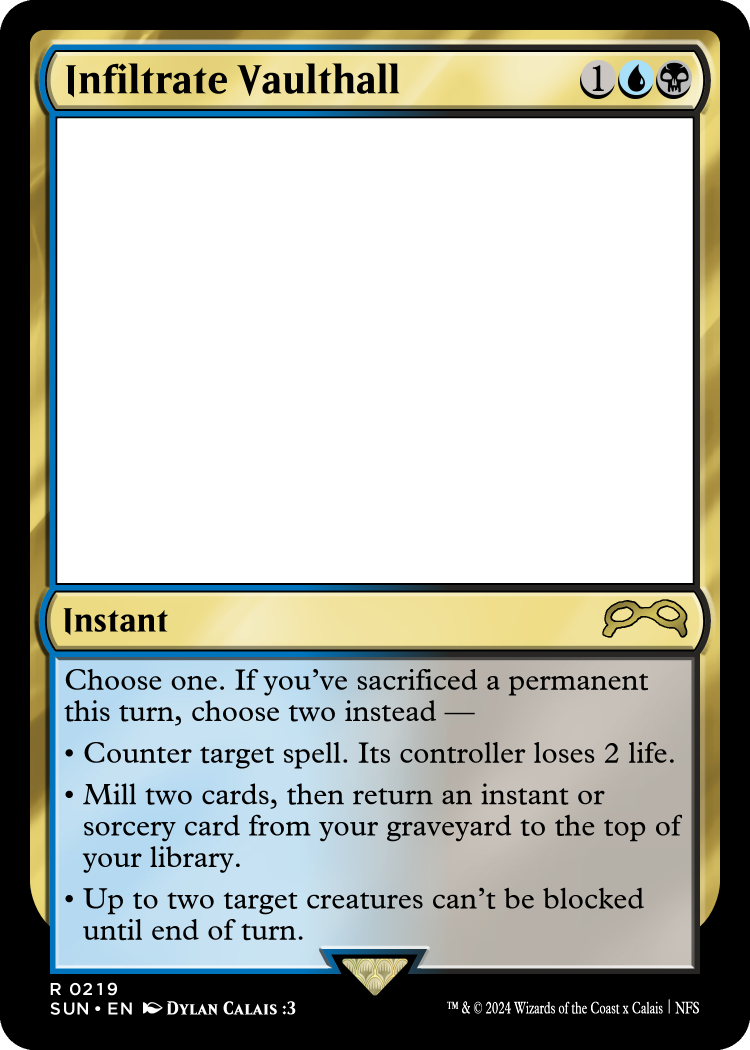 Infiltrate Vaulthall 1
Instant
Choose one. If you've sacrificed a permanent
this turn, choose two instead —
• Counter target spell. Its controller loses 2 life.
• Mill two cards, then return an instant or
sorcery card from your graveyard to the top of
your library.
• Up to two target creatures can't be blocked
until end of turn.
R 0219
SUN • EN Dylan Calais :3
™ & © 2024 Wizards of the Coast x Calais | NFS